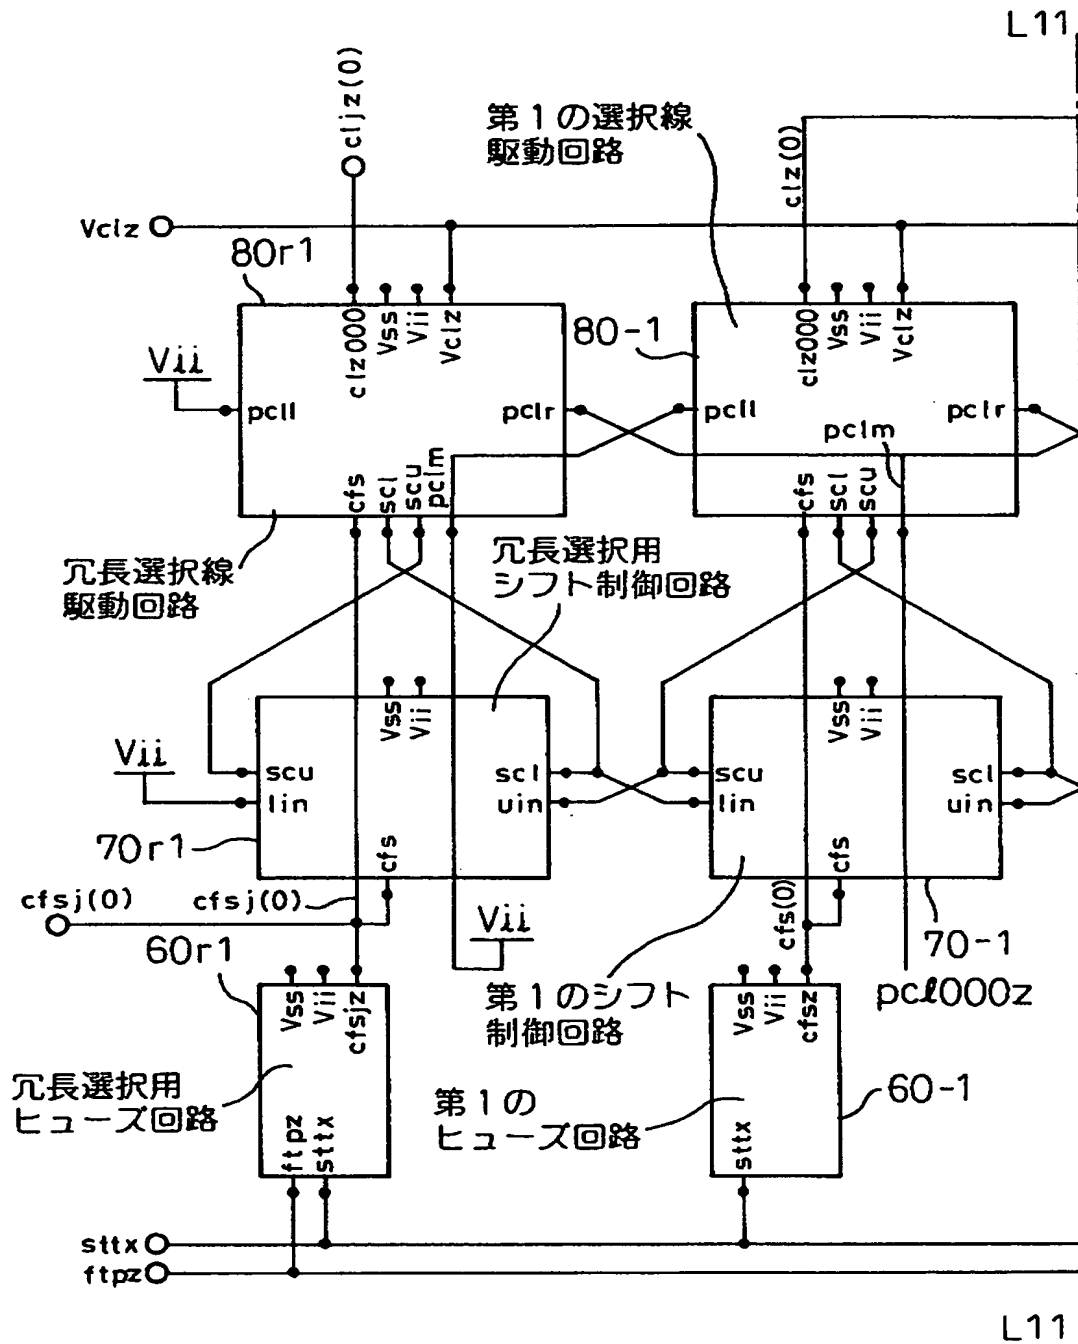 L11
cljz(0)
第1の選択線
駆動回路
clz(0)
Vclz
80r1
clz000
Vss
Vii
Vclz
80-1
clz000
Vss
Vii
Vclz
Vii
pcll
pclr
pcll
pclr
pclm
cfs
scl
scu
pclm
cfs
scl
scu
冗長選択線
駆動回路
冗長選択用
シフト制御回路
Vss
Vii
Vss
Vii
Vii
scu
lin
scl
uin
scu
lin
scl
uin
70r1
cfs
cfs
cfsj(0)
cfsj(0)
Vii
cfs(0)
70-1
60r1
Vss
Vii
cfsjz
第1のシフト
制御回路
Vss
Vii
cfsz
pcl000z
冗長選択用
ヒューズ回路
第1の
ヒューズ回路
60-1
ftpz
sttx
sttx
sttx
ftpz
L11